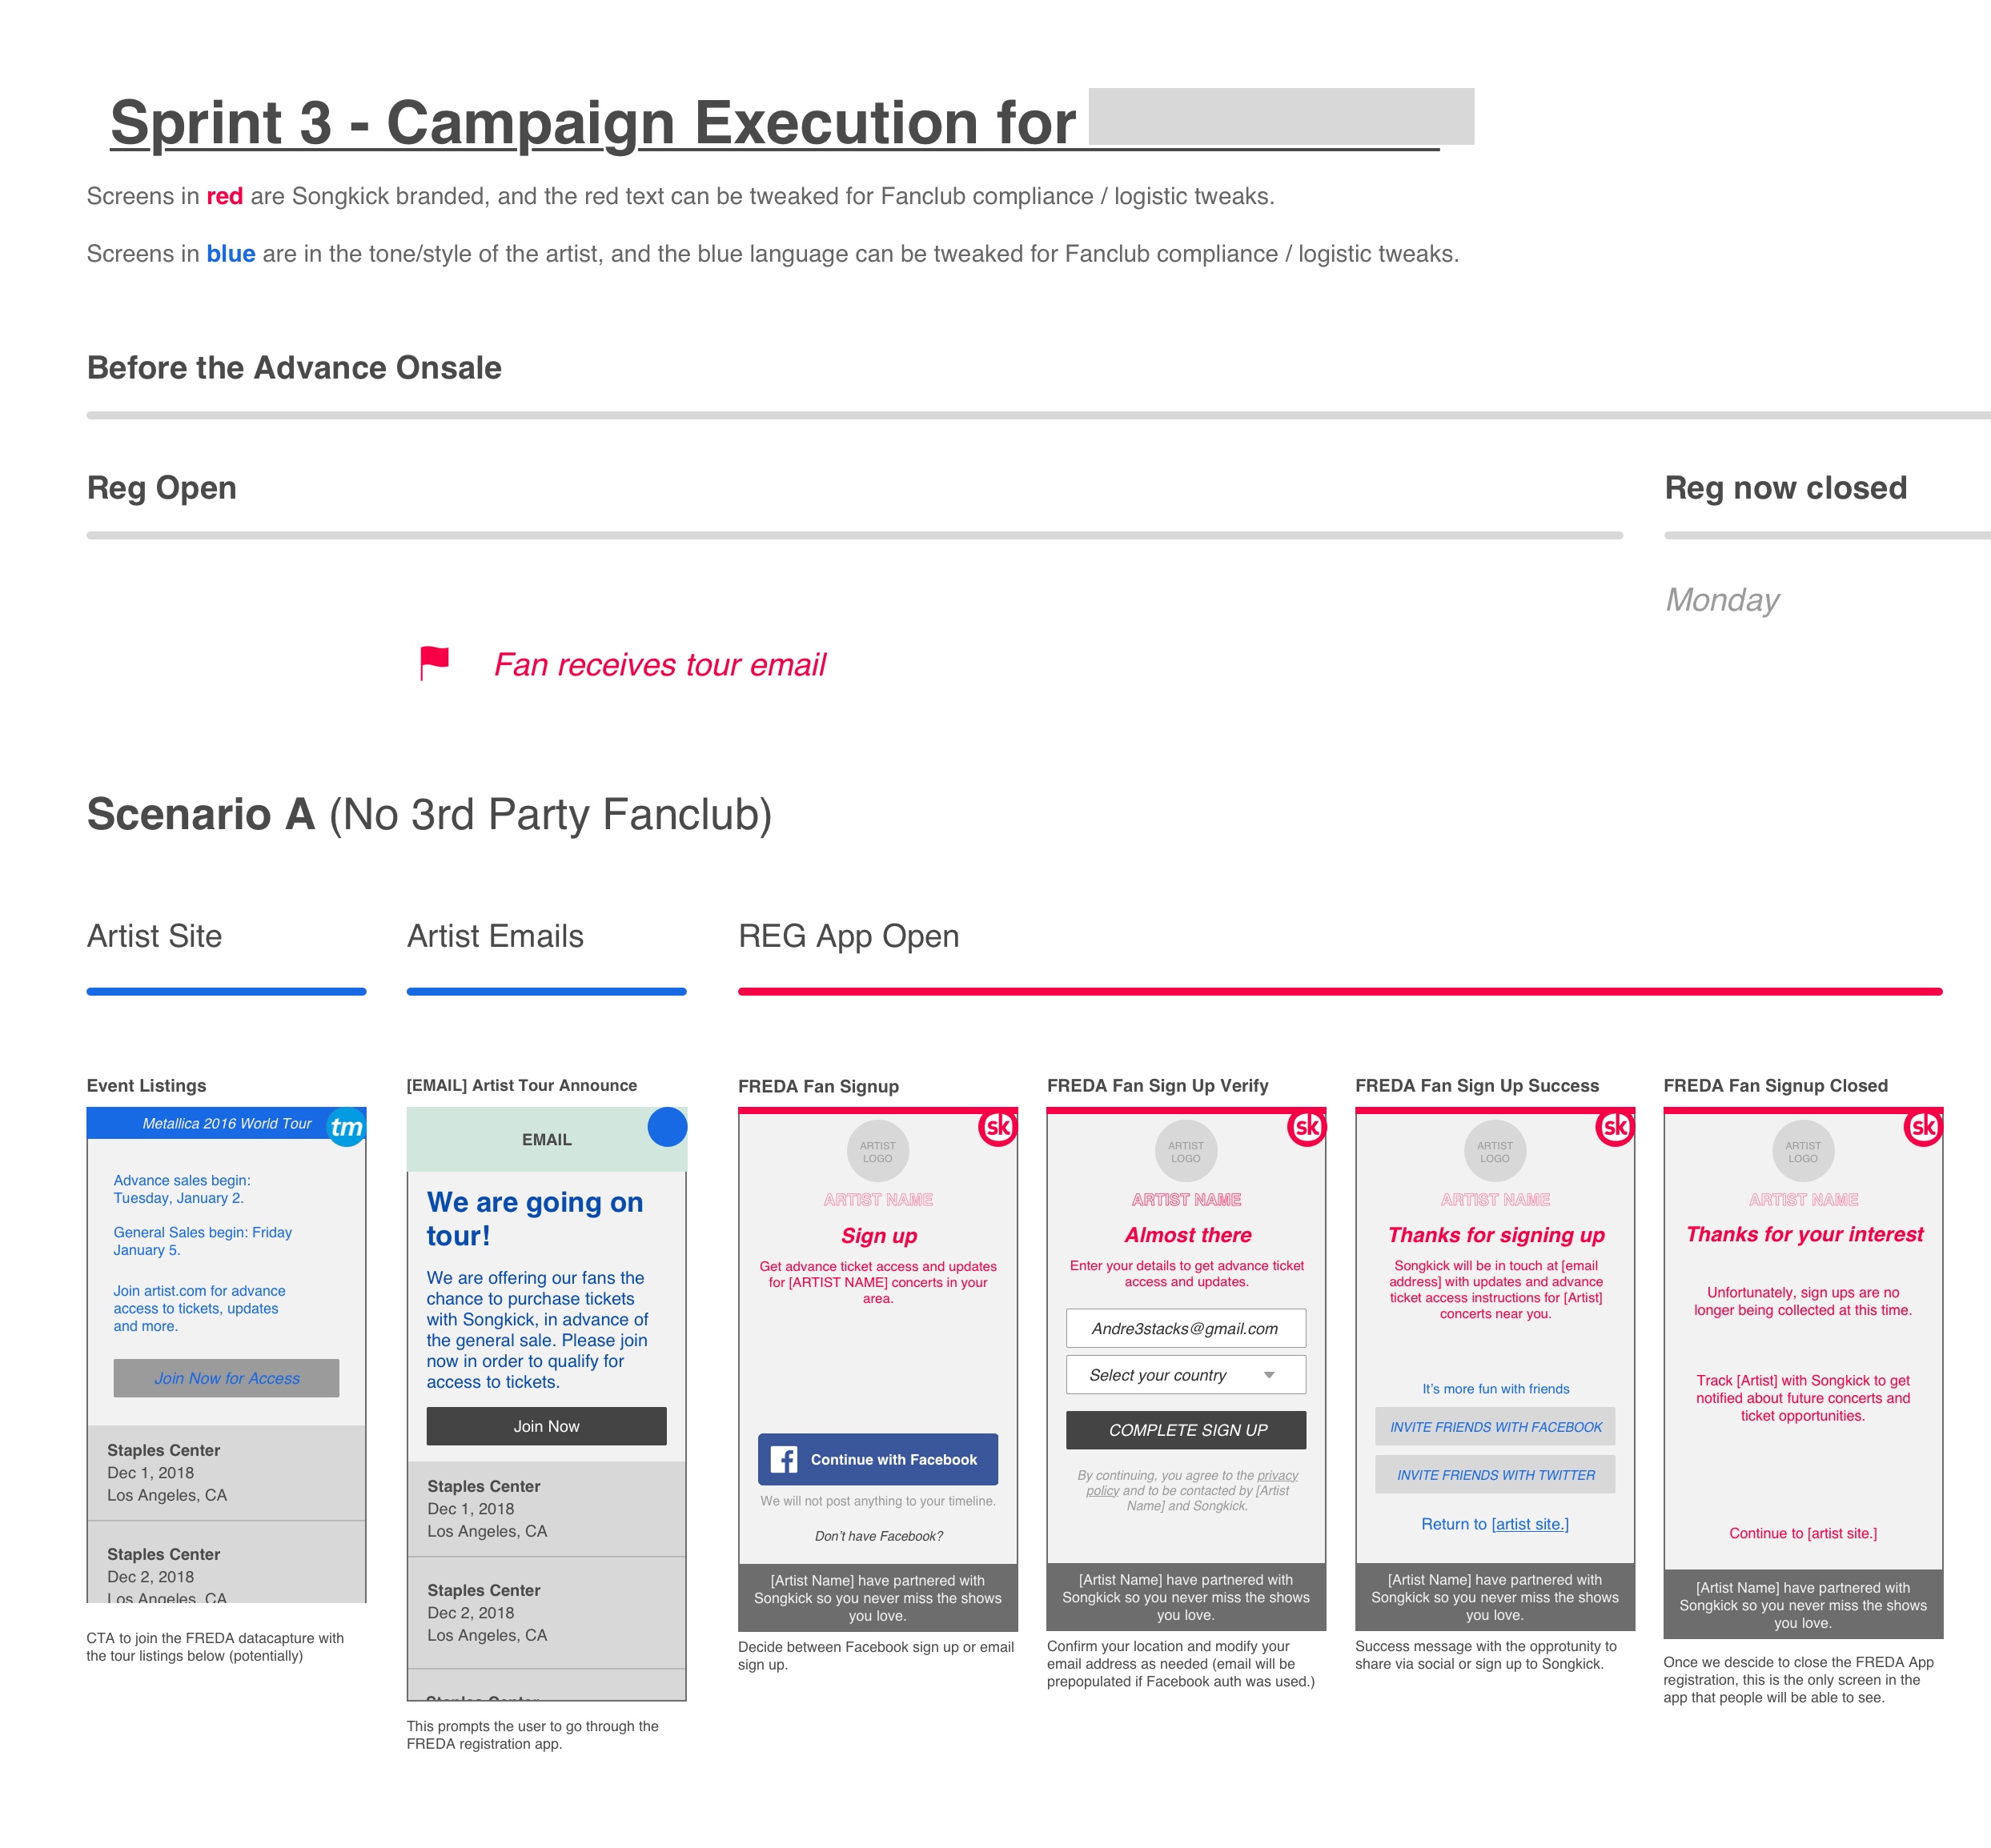 Sprint 3 - Campaign Execution for
Screens in red are Songkick branded, and the red text can be tweaked for Fanclub compliance / logistic tweaks.
Screens in blue are in the tone/style of the artist, and the blue language can be tweaked for Fanclub compliance / logistic tweaks.
Before the Advance Onsale
Reg Open
Reg now closed
Monday
Fan receives tour email
Scenario A (No 3rd Party Fanclub)
Artist Site
Artist Emails
REG App Open
Event Listings
Metallica 2016 World Tour
tm
Advance sales begin:
Tuesday, January 2.
General Sales begin: Friday
January 5.
Join artist.com for advance
access to tickets, updates
and more.
Join Now for Access
Staples Center
Dec 1, 2018
Los Angeles, CA
Staples Center
Dec 2, 2018
Los Angeles, CA
CTA to join the FREDA datacapture with
the tour listings below (potentially)
[EMAIL] Artist Tour Announce
EMAIL
We are going on
tour!
We are offering our fans the
chance to purchase tickets
with Songkick, in advance of
the general sale. Please join
now in order to qualify for
access to tickets.
Join Now
Staples Center
Dec 1, 2018
Los Angeles, CA
Staples Center
Dec 2, 2018
Los Angeles, CA
Staples Center
This prompts the user to go through the
FREDA registration app.
FREDA Fan Signup
sk
ARTIST
LOGO
ARTIST NAME
Sign up
Get advance ticket access and updates
for [ARTIST NAME] concerts in your
area.
Continue with Facebook
We will not post anything to your timeline.
Don't have Facebook?
[Artist Name] have partnered with
Songkick so you never miss the shows
you love.
Decide between Facebook sign up or email
sign up.
FREDA Fan Sign Up Verify
sk
ARTIST
LOGO
ARTIST NAME
Almost there
Enter your details to get advance ticket
access and updates.
Andre3stacks@gmail.com
Select your country
COMPLETE SIGN UP
By continuing, you agree to the privacy
policy and to be contacted by [Artist
Name] and Songkick.
[Artist Name] have partnered with
Songkick so you never miss the shows
you love.
Confirm your location and modify your
email address as needed (email will be
prepopulated if Facebook auth was used.)
FREDA Fan Sign Up Success
sk
ARTIST
LOGO
ARTIST NAME
Thanks for signing up
Songkick will be in touch at [email
address] with updates and advance
ticket access instructions for [Artist]
concerts near you.
It's more fun with friends
INVITE FRIENDS WITH FACEBOOK
INVITE FRIENDS WITH TWITTER
Return to [artist site.]
[Artist Name] have partnered with
Songkick so you never miss the shows
you love.
Success message with the opprotunity to
share via social or sign up to Songkick.
FREDA Fan Signup Closed
sk
ARTIST
LOGO
ARTIST NAME
Thanks for your interest
Unfortunately, sign ups are no
longer being collected at this time.
Track [Artist] with Songkick to get
notified about future concerts and
ticket opportunities.
Continue to [artist site.]
[Artist Name] have partnered with
Songkick so you never miss the shows
you love.
Once we descide to close the FREDA App
registration, this is the only screen in the
app that people will be able to see.